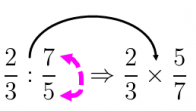 2/3 : 7/5 ⇒ 2/3 × 5/7